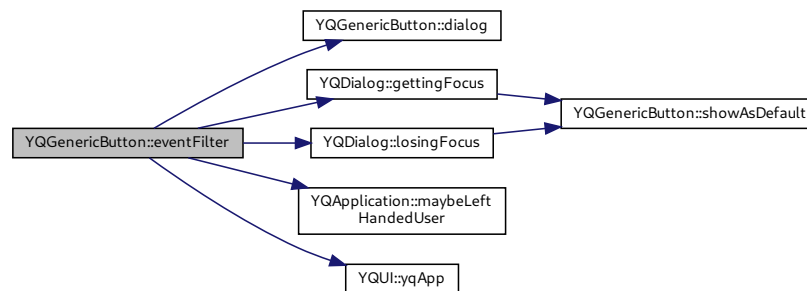 YQGenericButton::dialog
YQDialog::gettingFocus
YQGenericButton::showAsDefault
YQGenericButton::eventFilter
YQDialog::losingFocus
YQApplication::maybeLeft
HandedUser
YQUI::yqApp